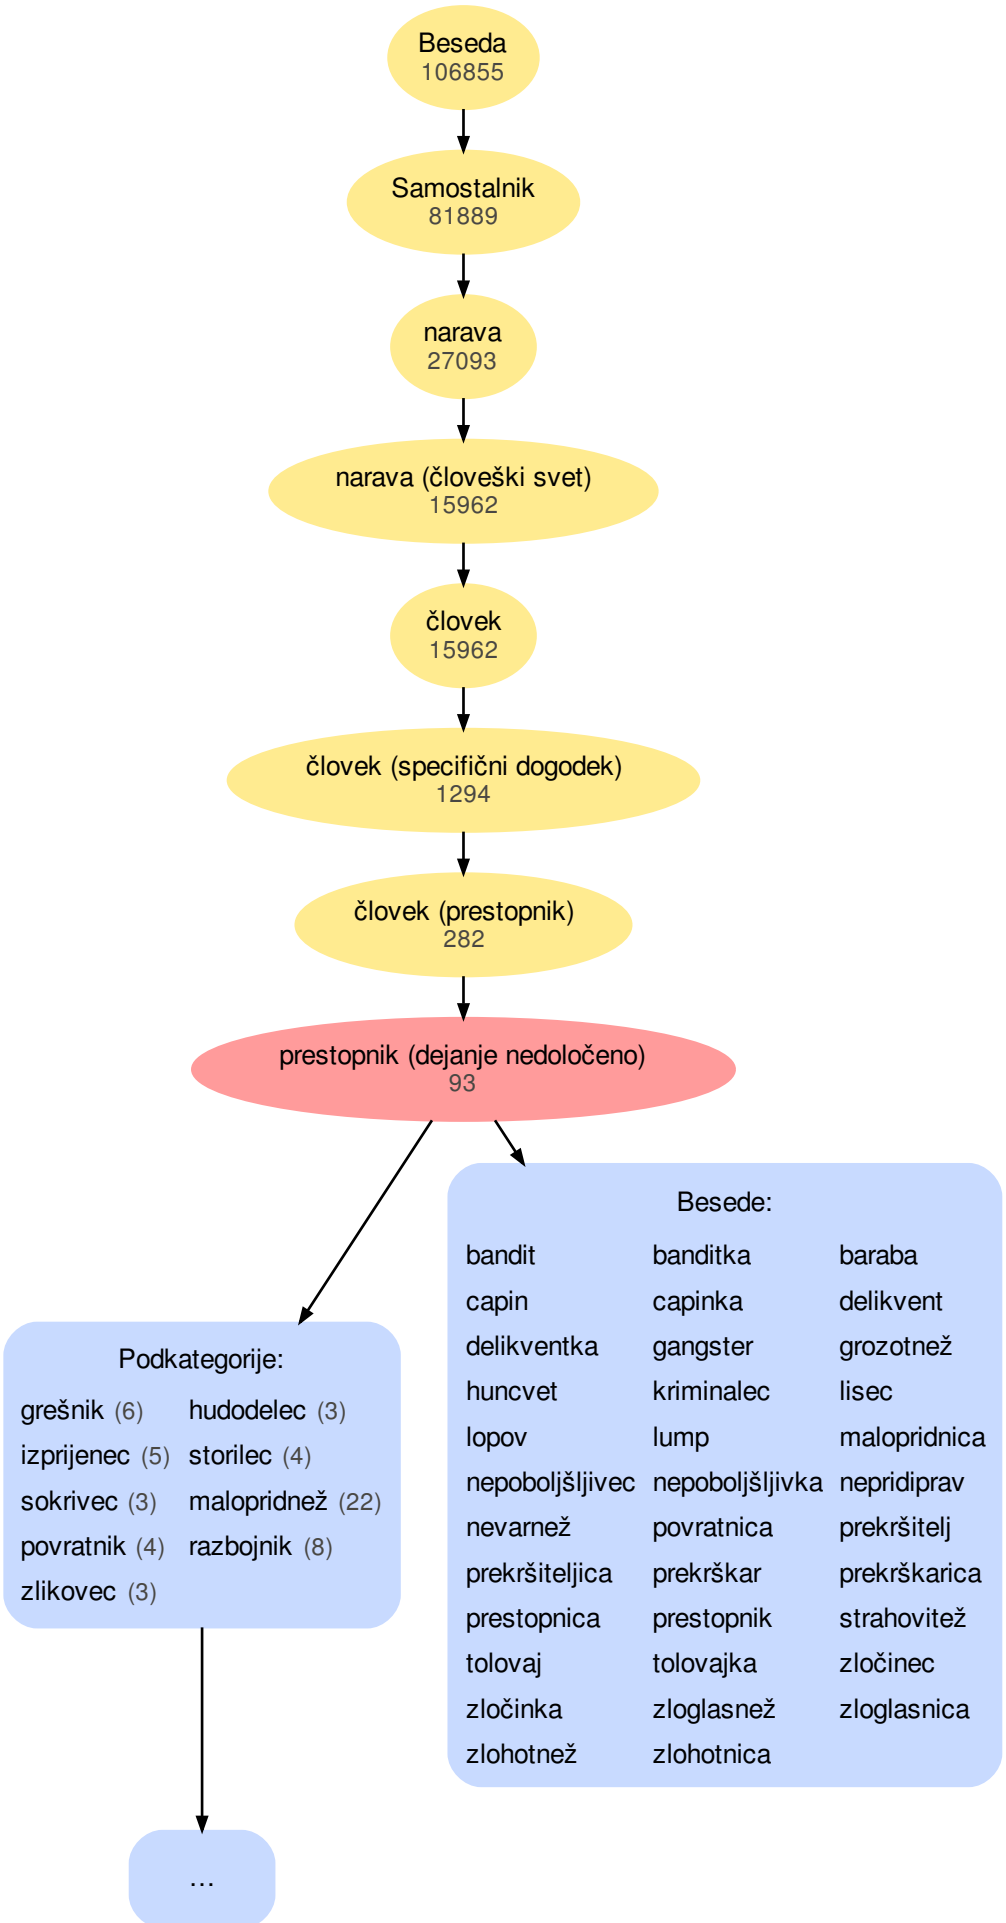 Beseda
106855
Samostalnik
81889
narava
27093
narava (človeški svet)
15962
človek
15962
človek (specifični dogodek)
1294
človek (prestopnik)
282
prestopnik (dejanje nedoločeno)
93
Besede:
bandit banditka baraba
capin capinka delikvent
delikventka gangster grozotnež
huncvet kriminalec lisec
lopov lump malopridnica
nepoboljšljivec nepoboljšljivka nepridiprav
nevarnež povratnica prekršitelj
prekršiteljica prekrškar prekrškarica
prestopnica prestopnik strahovitež
tolovaj tolovajka zločinec
zločinka zloglasnež zloglasnica
zlohotnež zlohotnica
Podkategorije:
grešnik (6) hudodelec (3)
izprijenec (5) storilec (4)
sokrivec (3) malopridnež (22)
povratnik (4) razbojnik (8)
zlikovec (3)
...